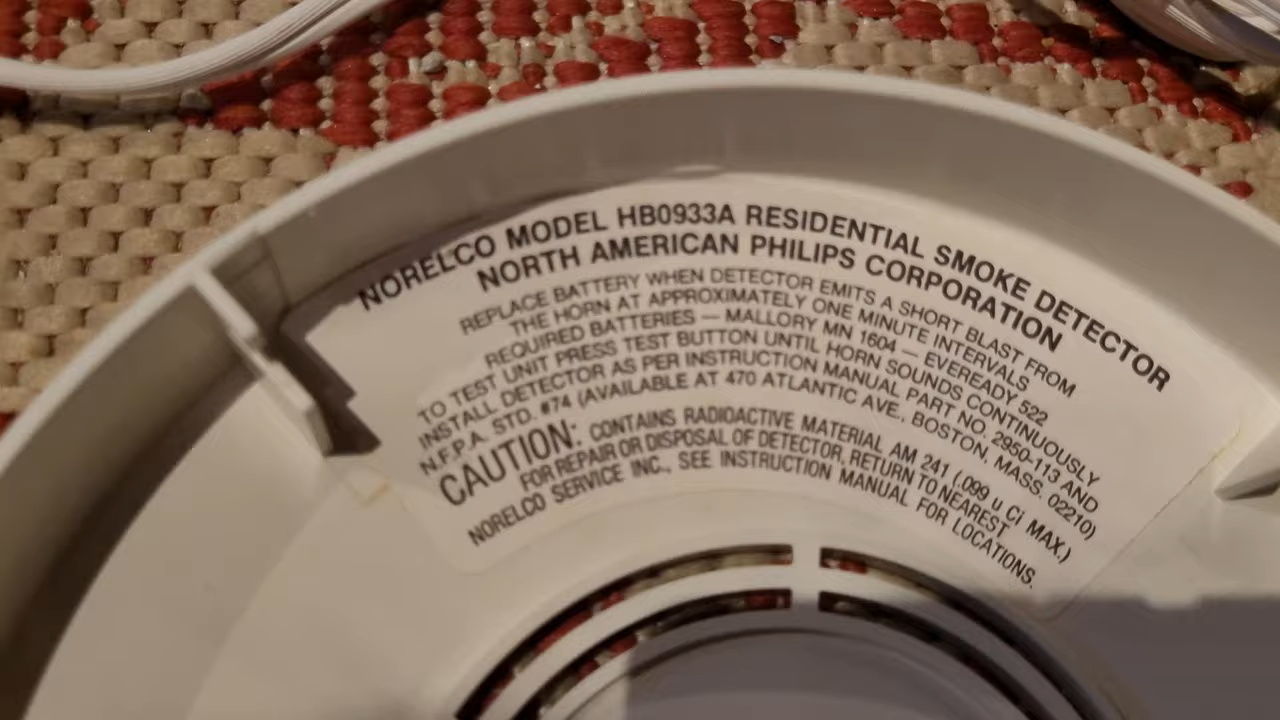 NORELCO MODEL HB0933A RESIDENTIAL SMOKE DETECTOR
NORTH AMERICAN PHILIPS CORPORATION
REPLACE BATTERY WHEN DETECTOR EMITS A SHORT BLAST FROM
THE HORN AT APPROXIMATELY ONE MINUTE INTERVALS
REQUIRED BATTERIES — MALLORY MN 1604 — EVEREADY 522
TO TEST UNIT PRESS TEST BUTTON UNTIL HORN SOUNDS CONTINUOUSLY
INSTALL DETECTOR AS PER INSTRUCTION MANUAL PART NO. 2950-113 AND
N.F.P.A. STD. #74 (AVAILABLE AT 470 ATLANTIC AVE., BOSTON, MASS. 02210)
CAUTION: CONTAINS RADIOACTIVE MATERIAL AM 241 (.099 u Ci MAX.)
FOR REPAIR OR DISPOSAL OF DETECTOR, RETURN TO NEAREST
NORELCO SERVICE INC., SEE INSTRUCTION MANUAL FOR LOCATIONS.